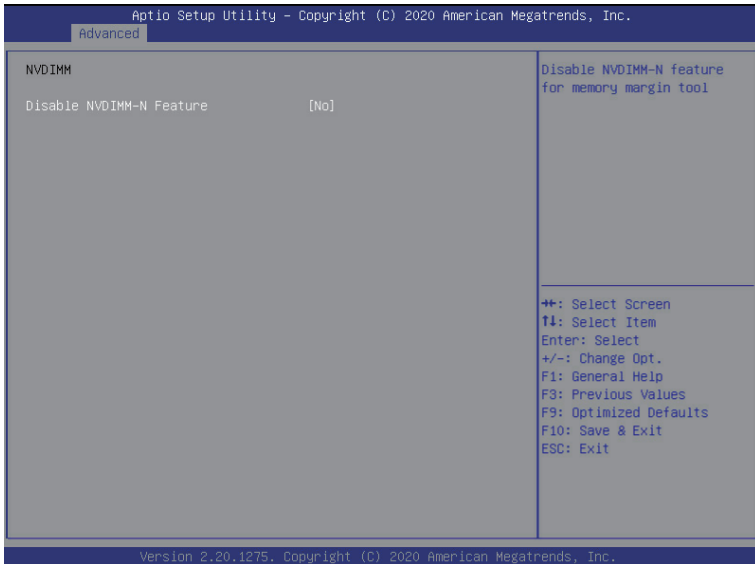 Aptio Setup Utility – Copyright (C) 2020 American Megatrends, Inc.
Advanced
NVDIMM
Disable NVDIMM-N Feature [No]
Disable NVDIMM-N feature
for memory margin tool
→←: Select Screen
↑↓: Select Item
Enter: Select
+/-: Change Opt.
F1: General Help
F3: Previous Values
F9: Optimized Defaults
F10: Save & Exit
ESC: Exit
Version 2.20.1275. Copyright (C) 2020 American Megatrends, Inc.